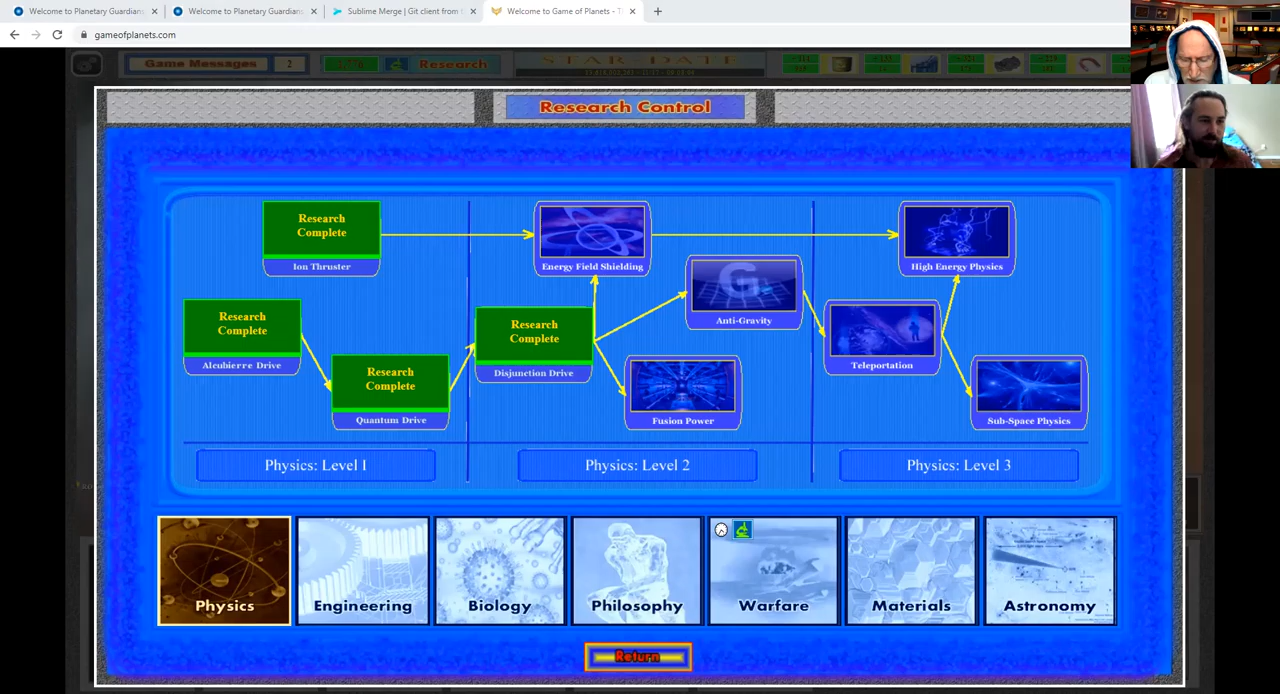 Welcome to Planetary Guardians
Welcome to Planetary Guardians
Sublime Merge | Git client from t
Welcome to Game of Planets - T
gameofplanets.com
Game Messages
2
Research
STAR-DATE
Research Control
Research
Complete
Ion Thruster
Energy Field Shielding
High Energy Physics
G
Anti-Gravity
Research
Complete
Alcubierre Drive
Research
Complete
Disjunction Drive
Teleportation
Research
Complete
Quantum Drive
Fusion Power
Sub-Space Physics
Physics: Level 1
Physics: Level 2
Physics: Level 3
Physics
Engineering
Biology
Philosophy
Warfare
Materials
Astronomy
Return